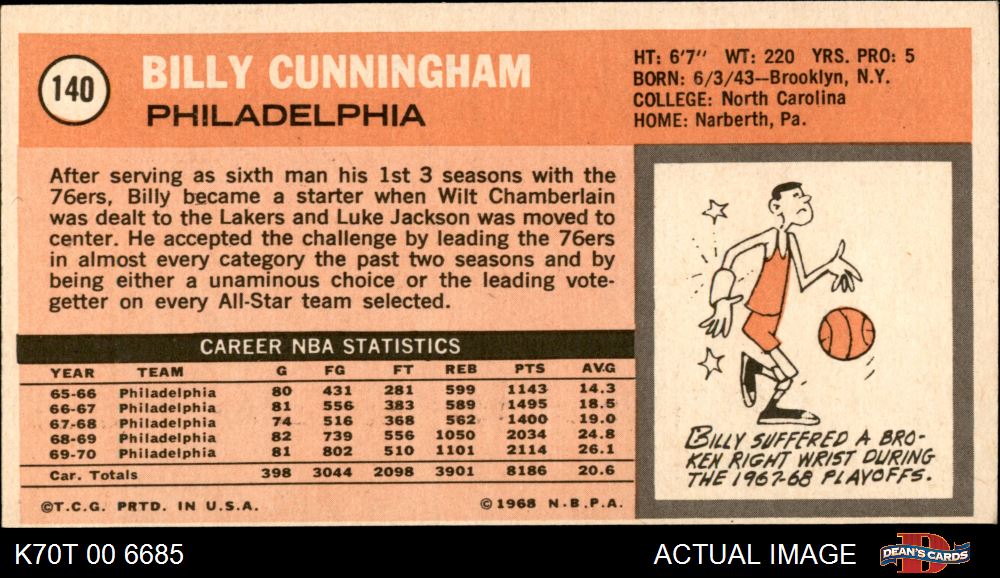 140
BILLY CUNNINGHAM
PHILADELPHIA
HT: 6'7" WT: 220 YRS. PRO: 5
BORN: 6/3/43—Brooklyn, N.Y.
COLLEGE: North Carolina
HOME: Narberth, Pa.
After serving as sixth man his 1st 3 seasons with the
76ers, Billy became a starter when Wilt Chamberlain
was dealt to the Lakers and Luke Jackson was moved to
center. He accepted the challenge by leading the 76ers
in almost every category the past two seasons and by
being either a unaminous choice or the leading vote-
getter on every All-Star team selected.
CAREER NBA STATISTICS
YEAR TEAM G FG FT REB PTS AVG
65-66 Philadelphia 80 431 281 599 1143 14.3
66-67 Philadelphia 81 556 383 589 1495 18.5
67-68 Philadelphia 74 516 368 562 1400 19.0
68-69 Philadelphia 82 739 556 1050 2034 24.8
69-70 Philadelphia 81 802 510 1101 2114 26.1
Car. Totals 398 3044 2098 3901 8186 20.6
©T.C.G. PRTD. IN U.S.A. ©1968 N.B.P.A.
BILLY SUFFERED A BRO-
KEN RIGHT WRIST DURING
THE 1967-68 PLAYOFFS.
K70T 00 6685
ACTUAL IMAGE
D
DEAN'S CARDS